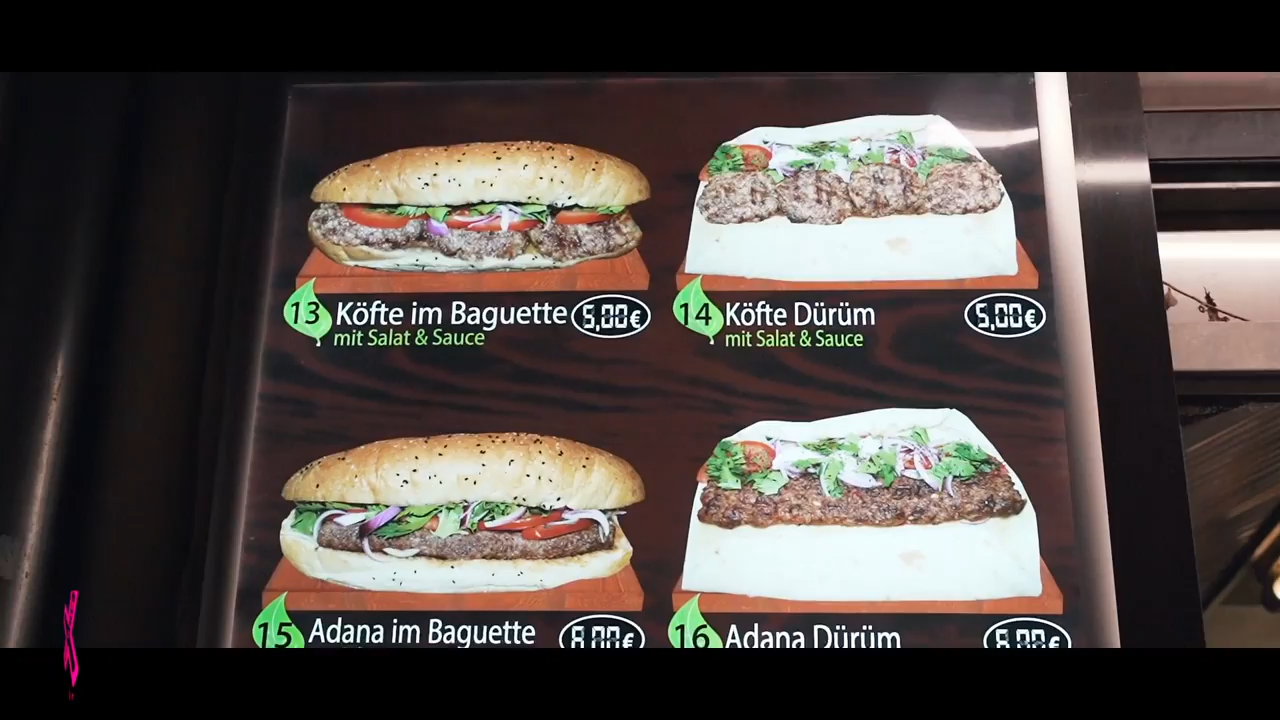 13 Köfte im Baguette 5,00 €
mit Salat & Sauce
14 Köfte Dürüm 5,00 €
mit Salat & Sauce
15 Adana im Baguette
16 Adana Dürüm